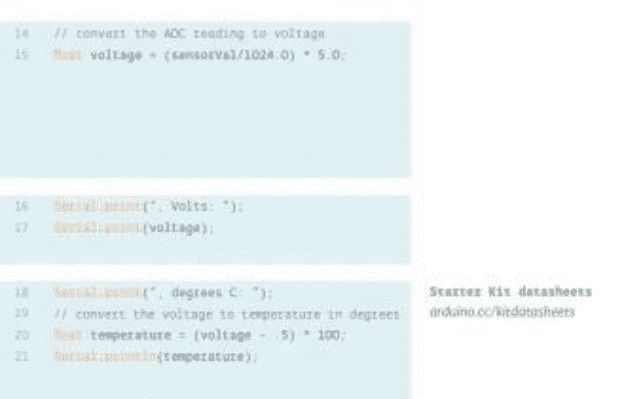 14 // convert the ADC reading to voltage
15 float voltage = (sensorVal/1024.0) * 5.0;
16 Serial.print(", Volts: ");
17 Serial.print(voltage);
18 Serial.print(", degrees C: ");
19 // convert the voltage to temperature in degrees
20 float temperature = (voltage - .5) * 100;
21 Serial.println(temperature);
Starter Kit datasheets
arduino.cc/kitdatasheets